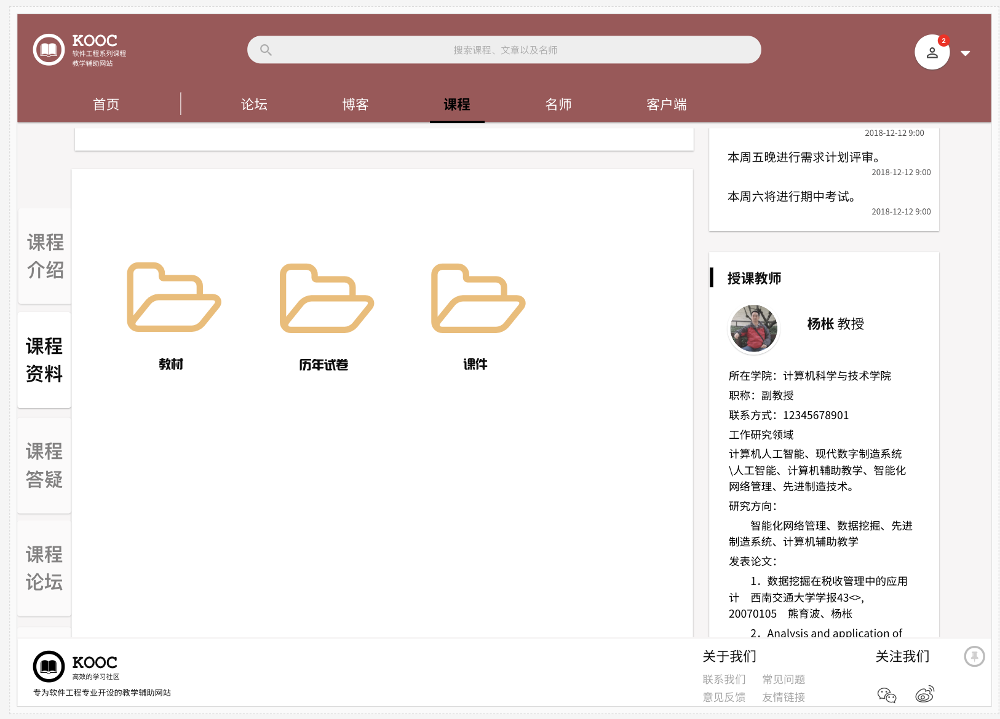 KOOC
软件工程系列课程
教学辅助网站
搜索课程、文章以及名师
2
首页
论坛
博客
课程
名师
客户端
2018-12-12 9:00
本周五晚进行需求计划评审。
2018-12-12 9:00
本周六将进行期中考试。
2018-12-12 9:00
课程
介绍
课程
资料
课程
答疑
课程
论坛
教材
历年试卷
课件
授课教师
杨枨 教授
所在学院：计算机科学与技术学院
职称：副教授
联系方式：12345678901
工作研究领域
计算机人工智能、现代数字制造系统
\人工智能、计算机辅助教学、智能化
网络管理、先进制造技术。
研究方向：
智能化网络管理、数据挖掘、先进
制造系统、计算机辅助教学
发表论文：
1．数据挖掘在税收管理中的应用
计　西南交通大学学报43<>,
20070105　熊育波、杨枨
2．Analysis and application of
KOOC
高效的学习社区
专为软件工程专业开设的教学辅助网站
关于我们
联系我们 常见问题
意见反馈 友情链接
关注我们